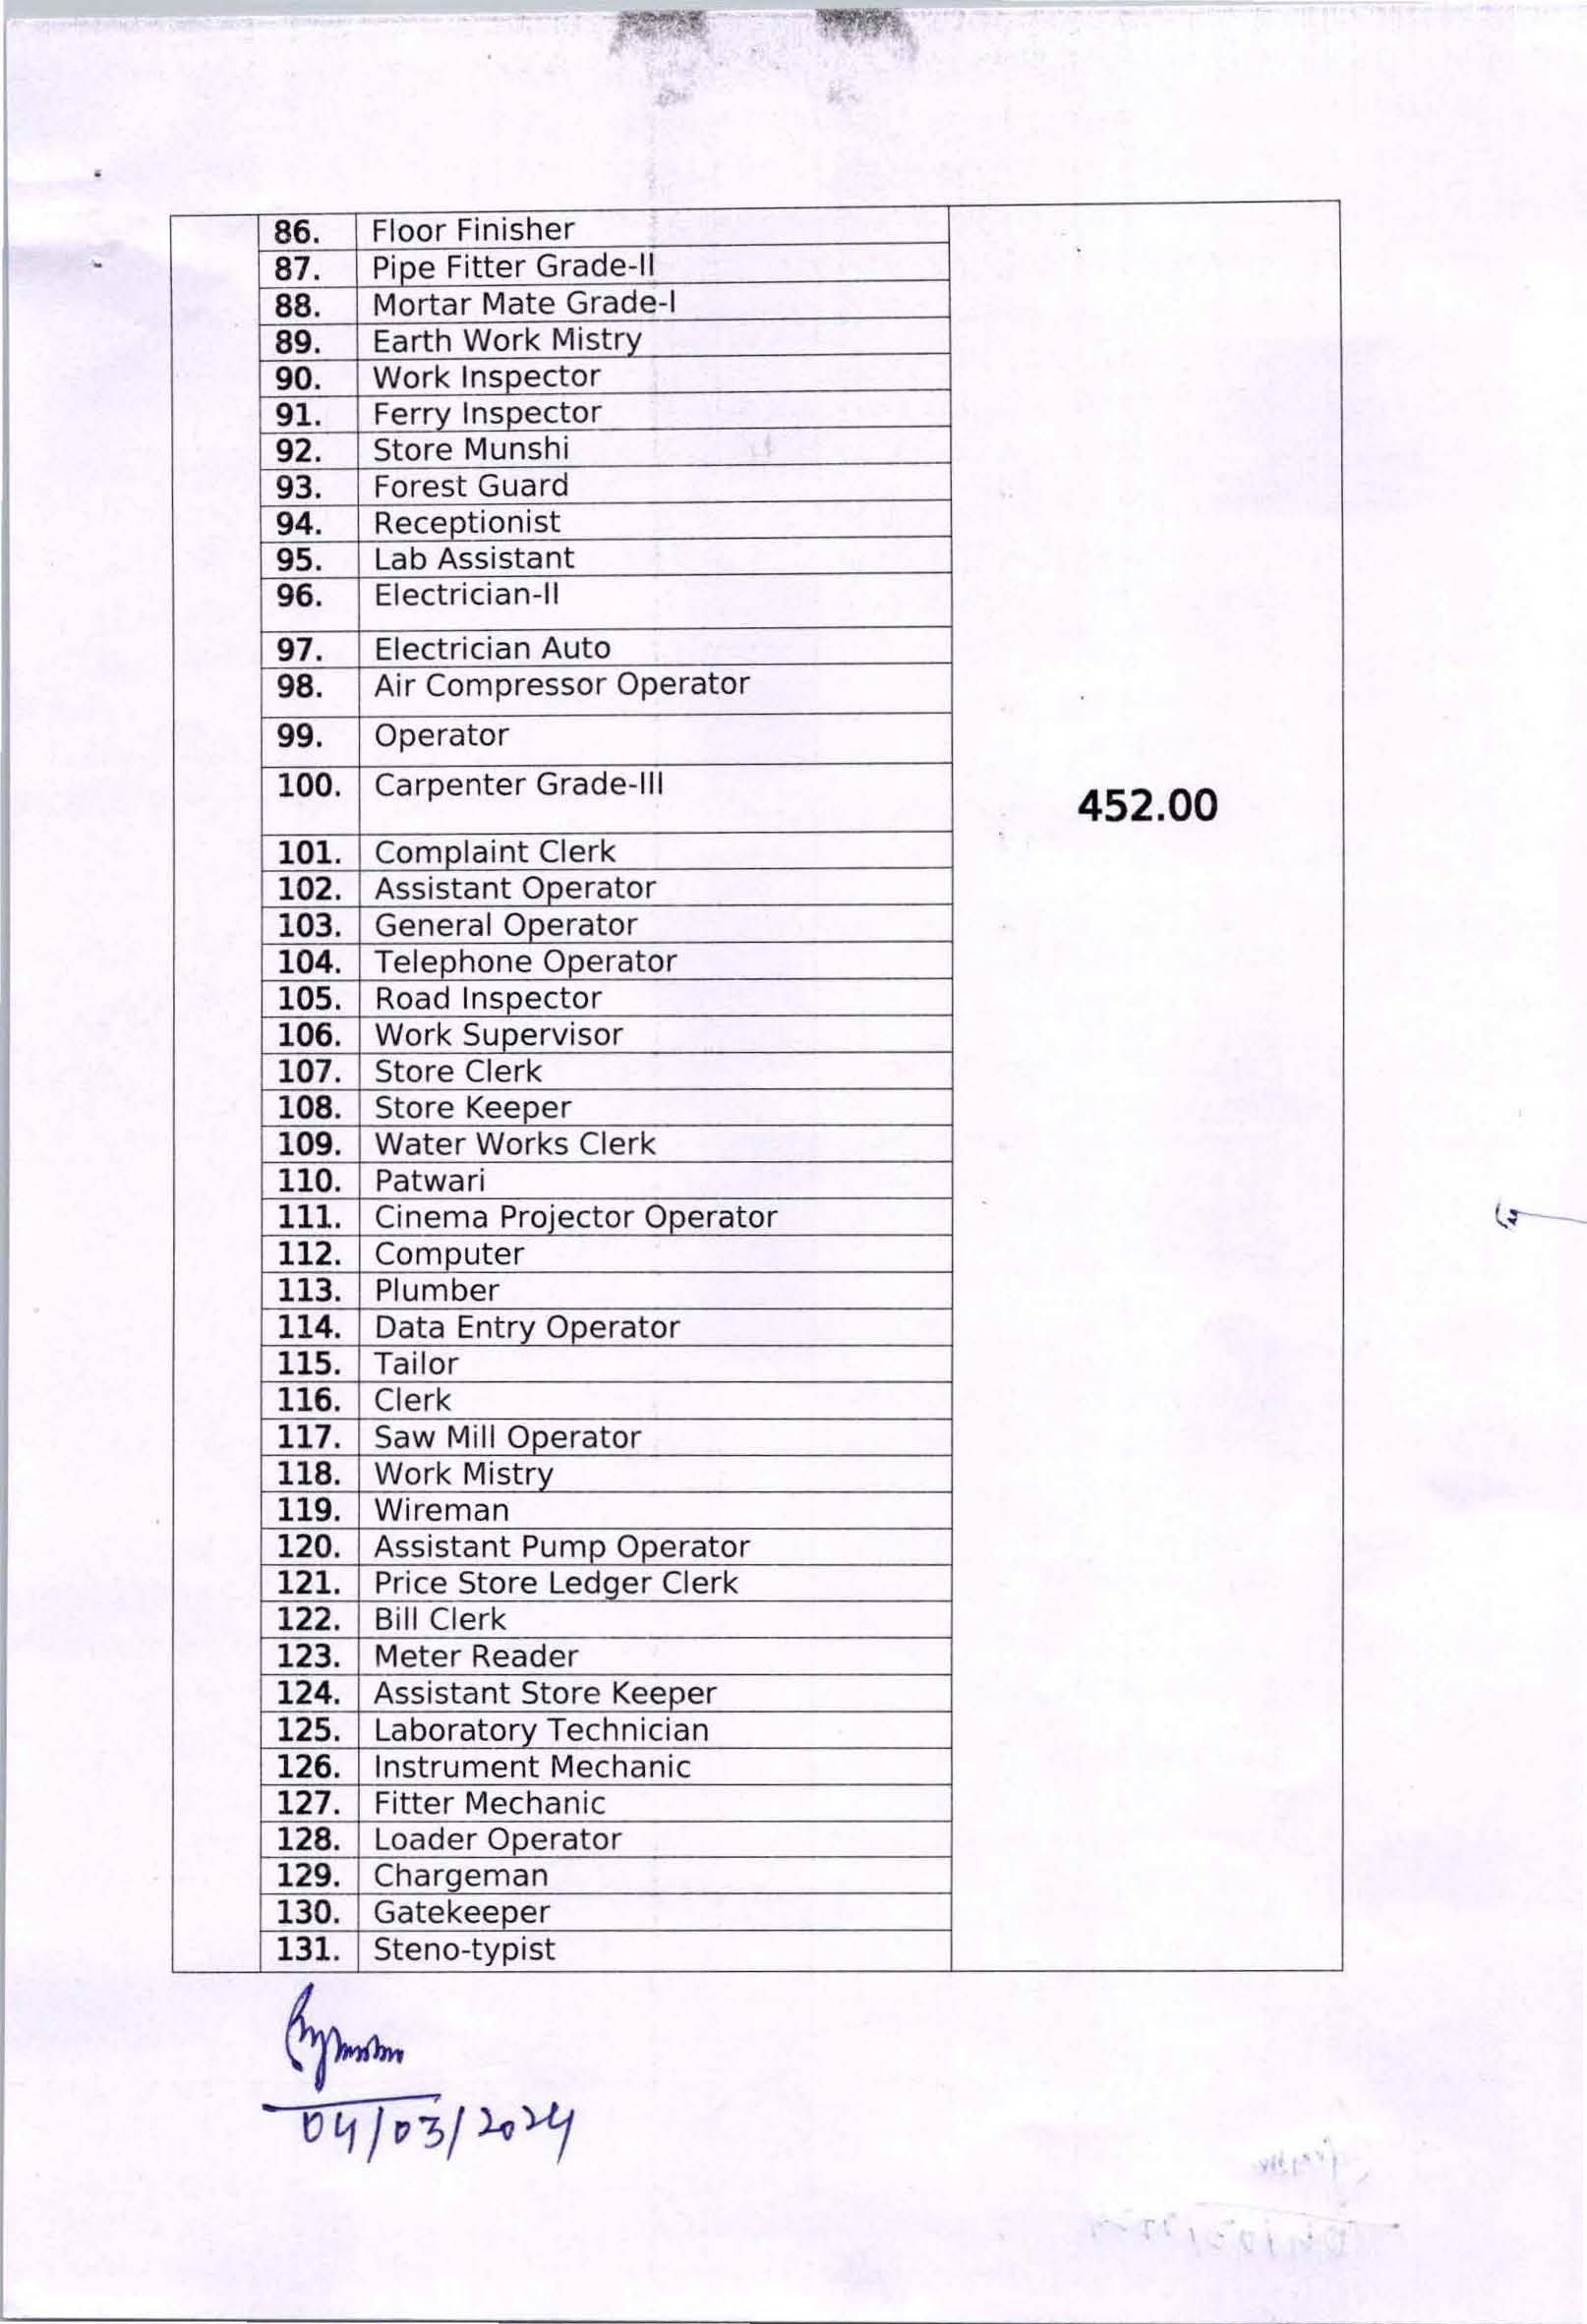 86. Floor Finisher
87. Pipe Fitter Grade-II
88. Mortar Mate Grade-I
89. Earth Work Mistry
90. Work Inspector
91. Ferry Inspector
92. Store Munshi
93. Forest Guard
94. Receptionist
95. Lab Assistant
96. Electrician-II
97. Electrician Auto
98. Air Compressor Operator
99. Operator
100. Carpenter Grade-III
452.00
101. Complaint Clerk
102. Assistant Operator
103. General Operator
104. Telephone Operator
105. Road Inspector
106. Work Supervisor
107. Store Clerk
108. Store Keeper
109. Water Works Clerk
110. Patwari
111. Cinema Projector Operator
112. Computer
113. Plumber
114. Data Entry Operator
115. Tailor
116. Clerk
117. Saw Mill Operator
118. Work Mistry
119. Wireman
120. Assistant Pump Operator
121. Price Store Ledger Clerk
122. Bill Clerk
123. Meter Reader
124. Assistant Store Keeper
125. Laboratory Technician
126. Instrument Mechanic
127. Fitter Mechanic
128. Loader Operator
129. Chargeman
130. Gatekeeper
131. Steno-typist
04/03/2024